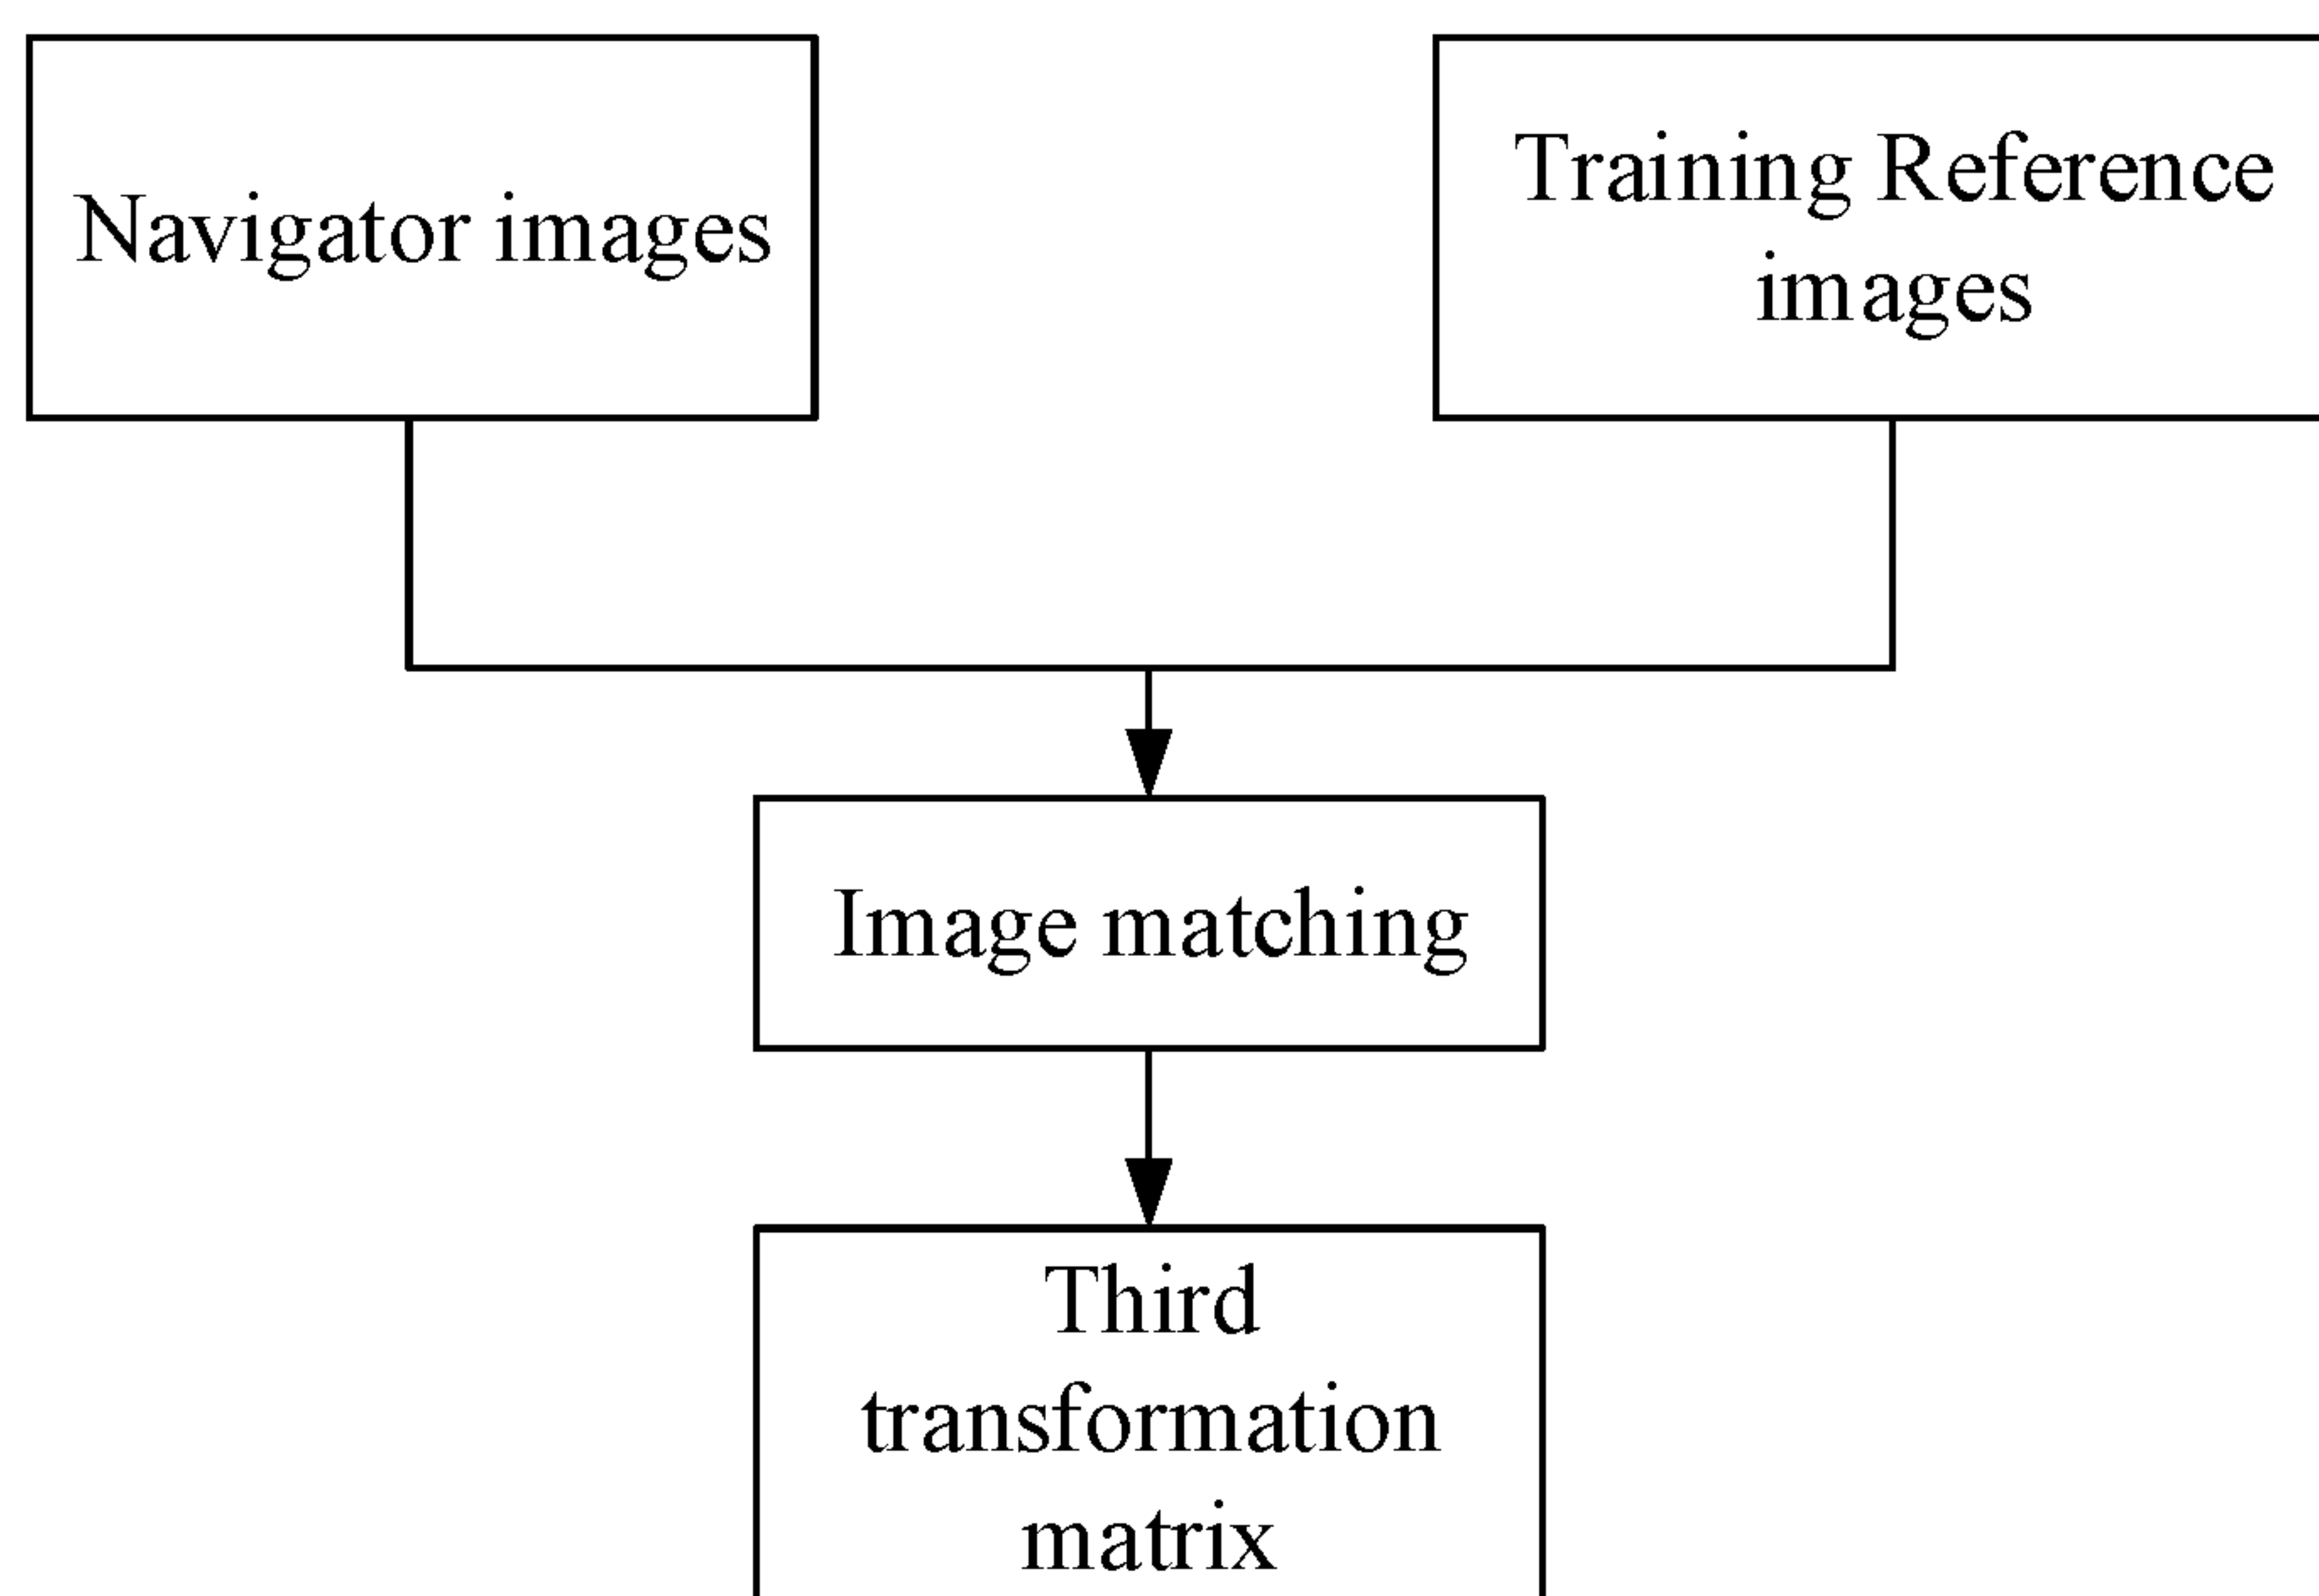 Navigator images
Training Reference
images
Image matching
Third
transformation
matrix